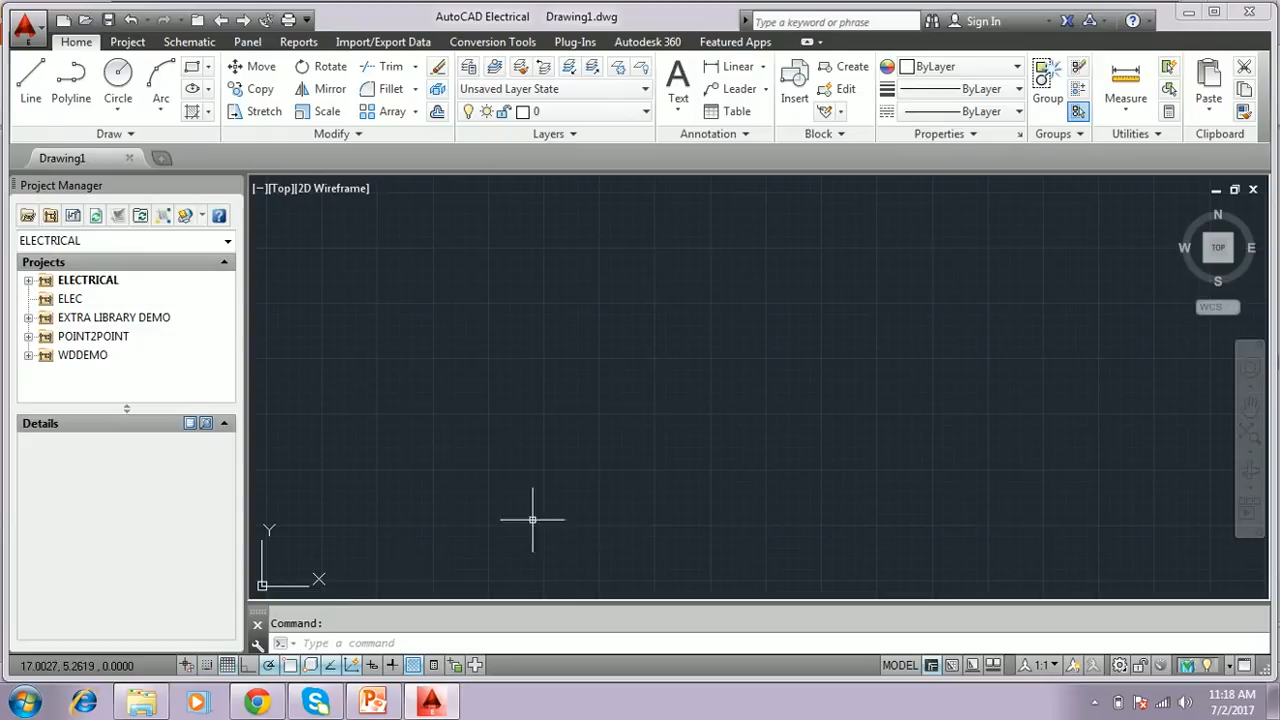 AutoCAD Electrical Drawing1.dwg
Type a keyword or phrase
Sign In
Home Project Schematic Panel Reports Import/Export Data Conversion Tools Plug-Ins Autodesk 360 Featured Apps
Line Polyline Circle Arc
Move Rotate Trim
Copy Mirror Fillet
Stretch Scale Array
Unsaved Layer State
0
Text
Linear
Leader
Table
Insert
Create
Edit
ByLayer
ByLayer
ByLayer
Group
Measure
Paste
Draw Modify Layers Annotation Block Properties Groups Utilities Clipboard
Drawing1
Project Manager
ELECTRICAL
Projects
ELECTRICAL
ELEC
EXTRA LIBRARY DEMO
POINT2POINT
WDDEMO
Details
[−][Top][2D Wireframe]
N
W TOP E
S
WCS
Y
X
Command:
Type a command
17.0027, 5.2619, 0.0000
MODEL
1:1
11:18 AM
7/2/2017